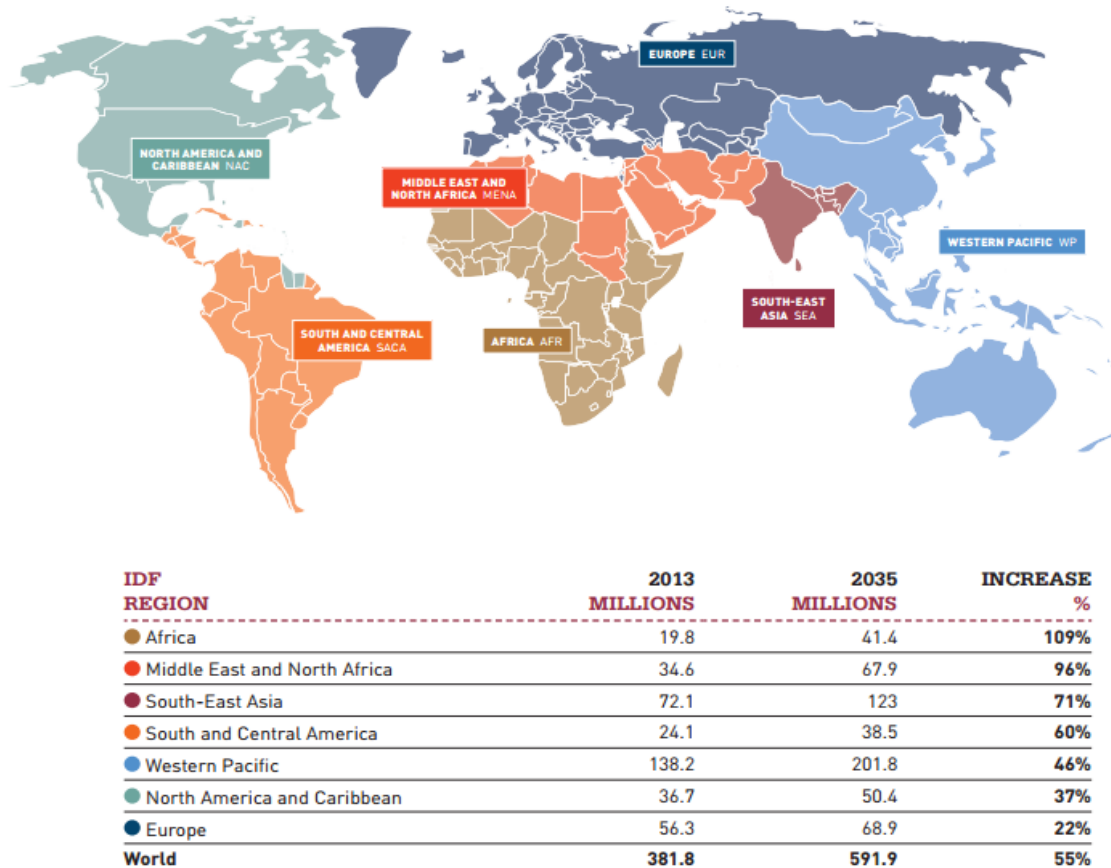 EUROPE EUR
NORTH AMERICA AND
CARIBBEAN NAC
MIDDLE EAST AND
NORTH AFRICA MENA
WESTERN PACIFIC WP
SOUTH-EAST
ASIA SEA
SOUTH AND CENTRAL
AMERICA SACA
AFRICA AFR
IDF REGION 2013 MILLIONS 2035 MILLIONS INCREASE %
Africa 19.8 41.4 109%
Middle East and North Africa 34.6 67.9 96%
South-East Asia 72.1 123 71%
South and Central America 24.1 38.5 60%
Western Pacific 138.2 201.8 46%
North America and Caribbean 36.7 50.4 37%
Europe 56.3 68.9 22%
World 381.8 591.9 55%